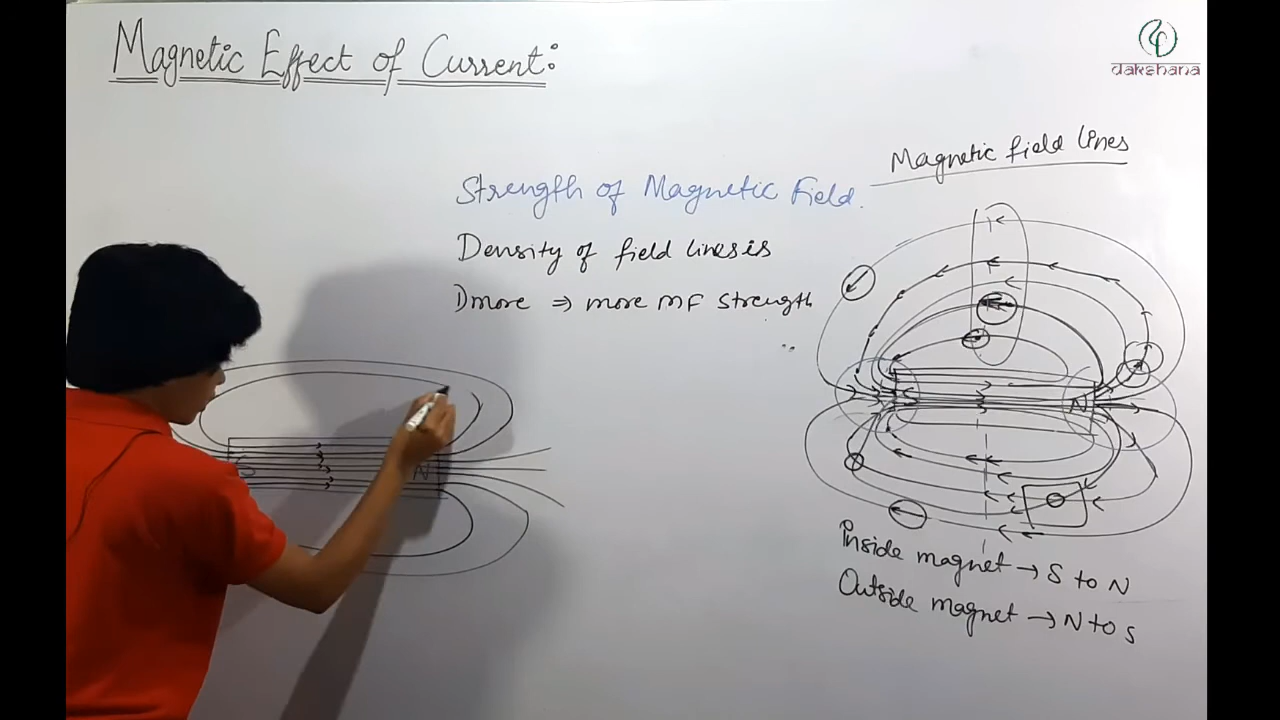 Magnetic Effect of Current:
dakshana
Magnetic field lines
Strength of Magnetic Field.
Density of field lines is
more ⇒ more MF strength
S
N
S
N
Inside magnet → S to N
Outside magnet → N to S